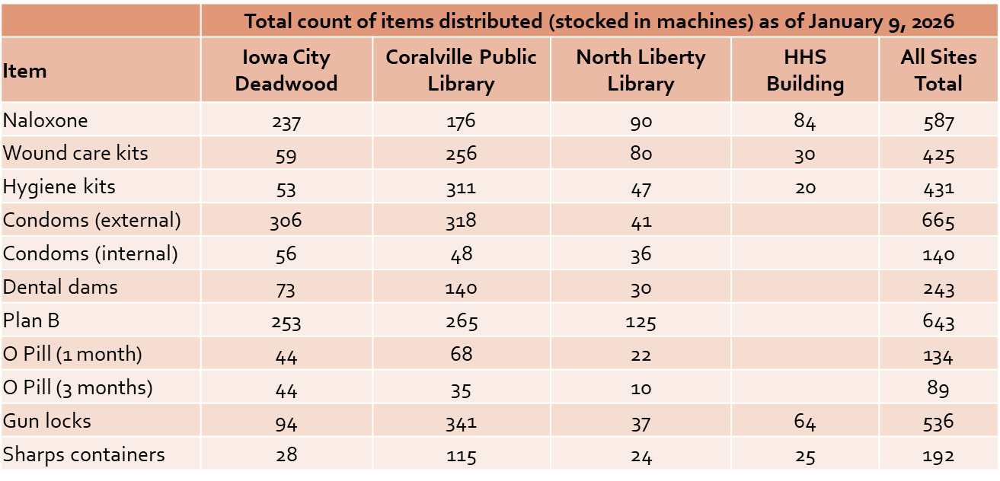 Total count of items distributed (stocked in machines) as of January 9, 2026
Item Iowa City Deadwood Coralville Public Library North Liberty Library HHS Building All Sites Total
Naloxone 237 176 90 84 587
Wound care kits 59 256 80 30 425
Hygiene kits 53 311 47 20 431
Condoms (external) 306 318 41 665
Condoms (internal) 56 48 36 140
Dental dams 73 140 30 243
Plan B 253 265 125 643
O Pill (1 month) 44 68 22 134
O Pill (3 months) 44 35 10 89
Gun locks 94 341 37 64 536
Sharps containers 28 115 24 25 192